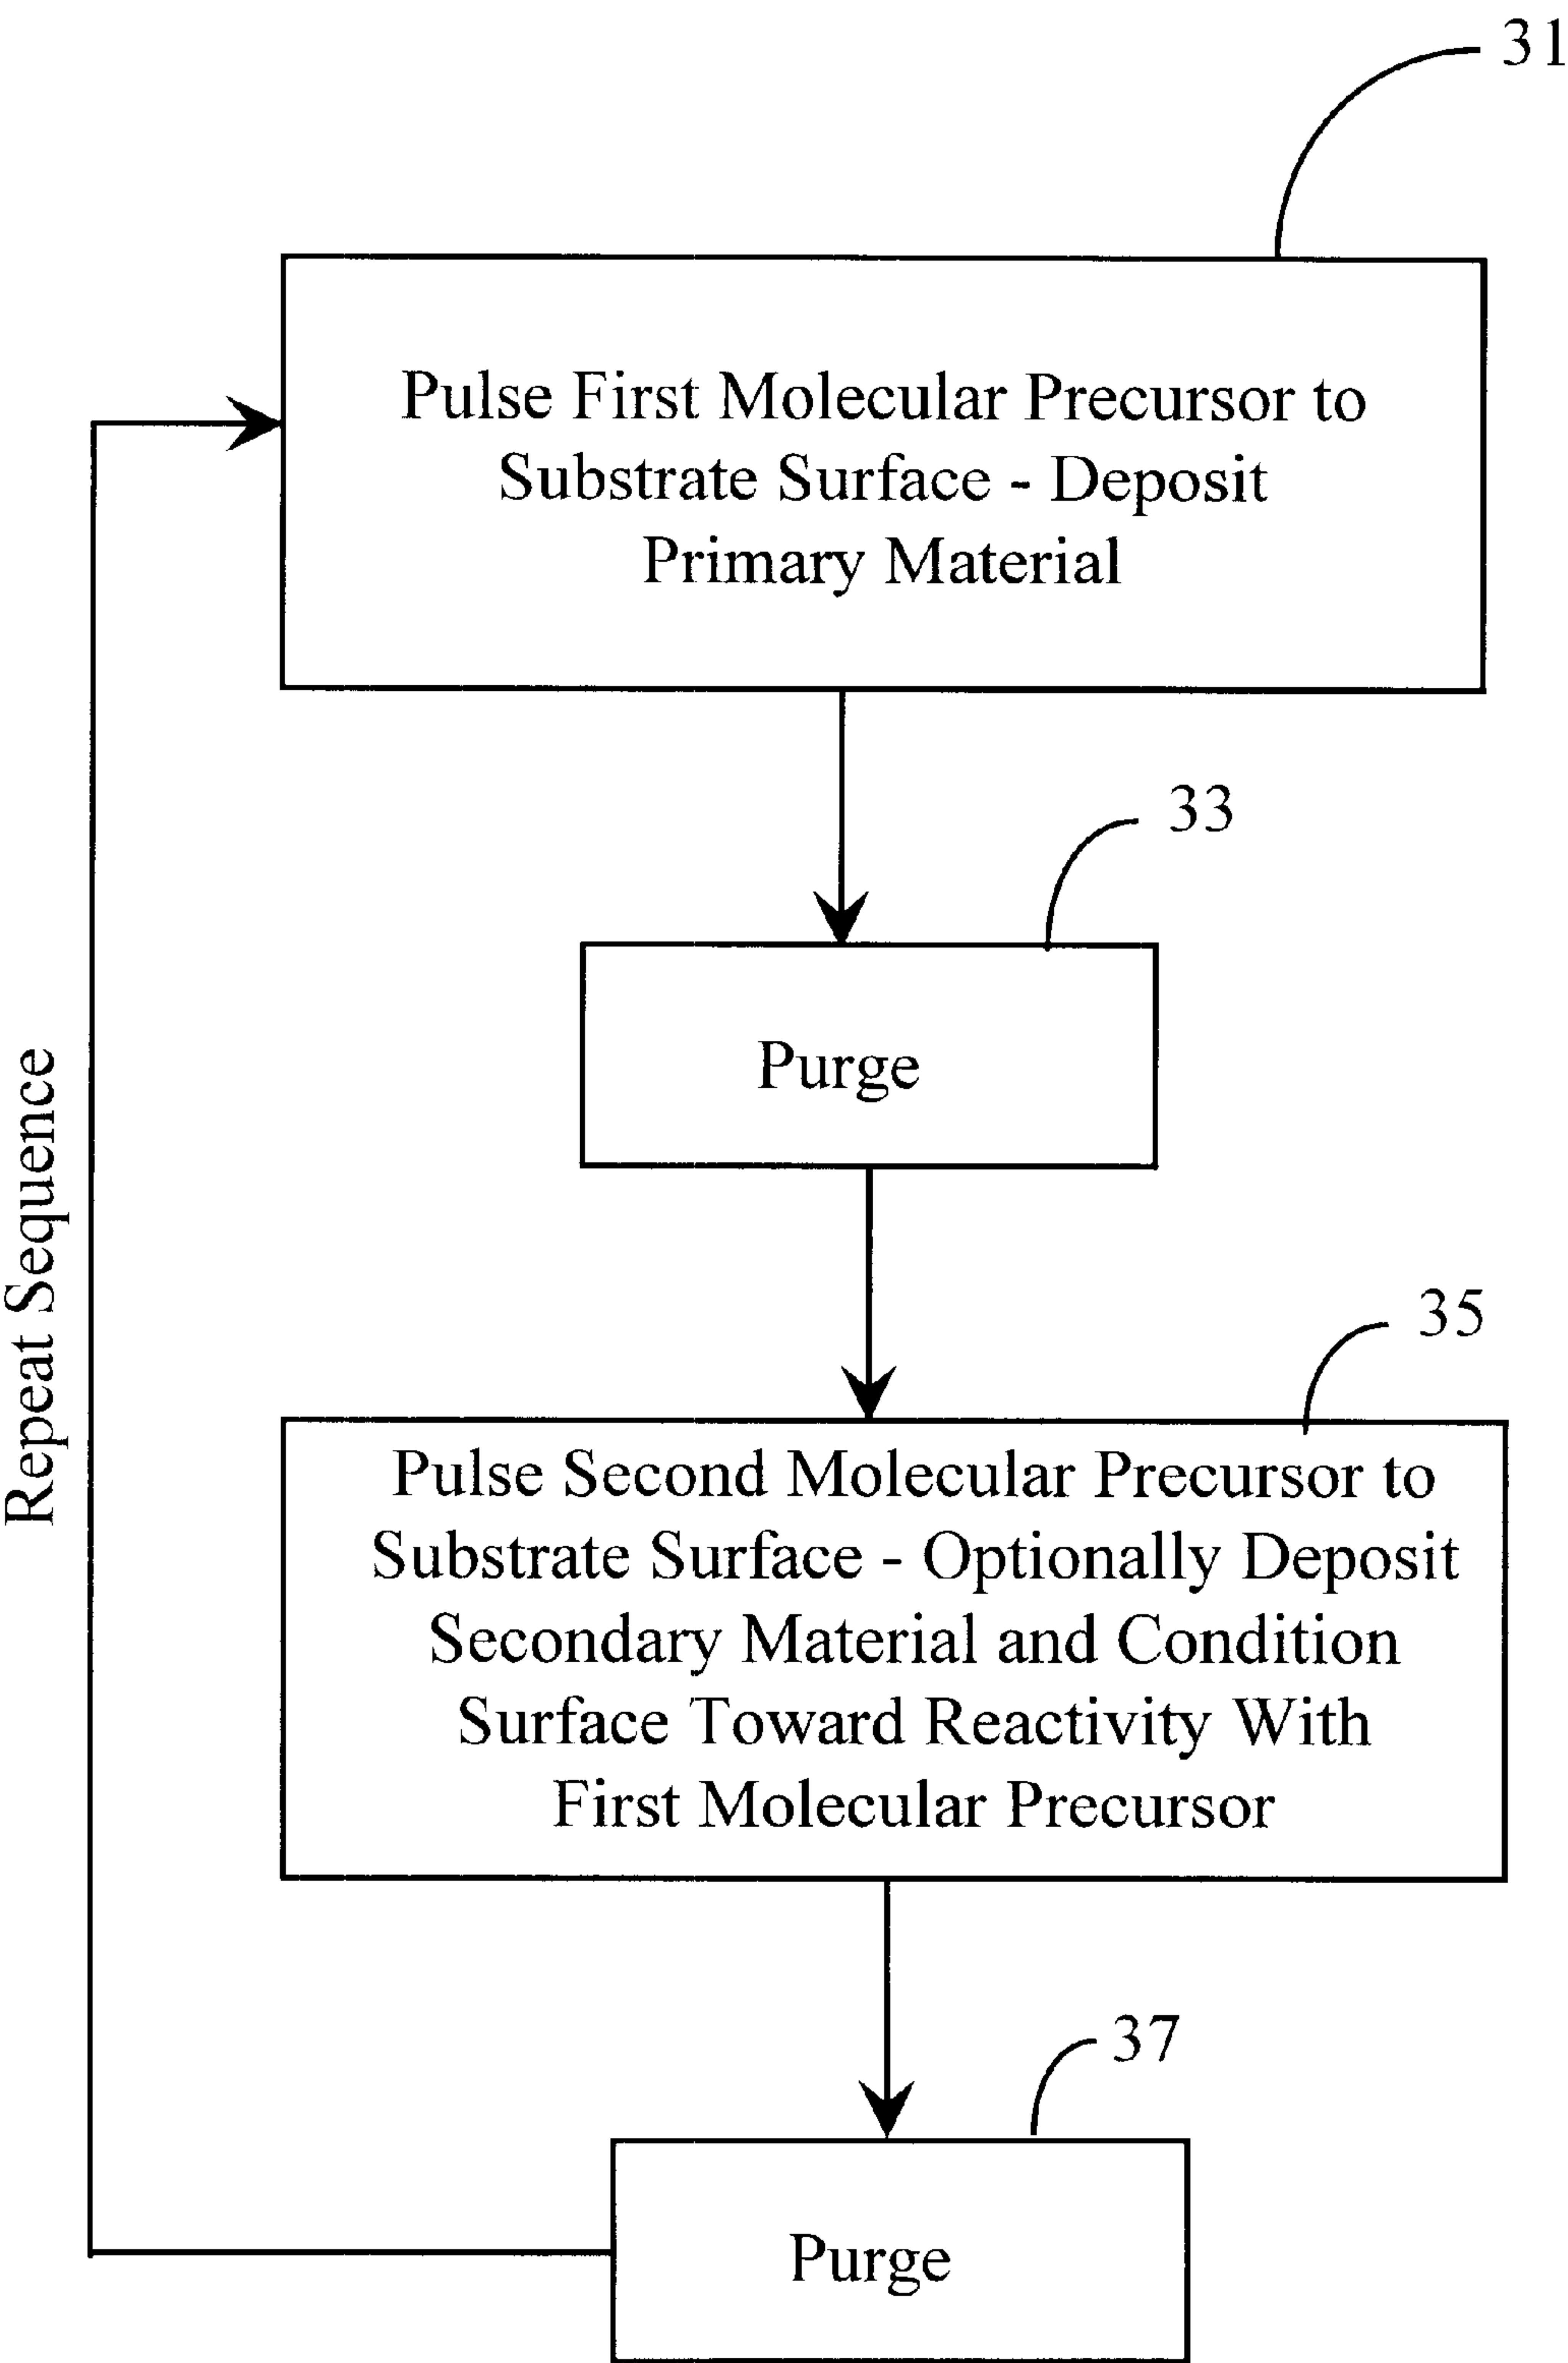 31
Pulse First Molecular Precursor to
Substrate Surface - Deposit
Primary Material
33
Purge
35
Pulse Second Molecular Precursor to
Substrate Surface - Optionally Deposit
Secondary Material and Condition
Surface Toward Reactivity With
First Molecular Precursor
37
Purge
Repeat Sequence